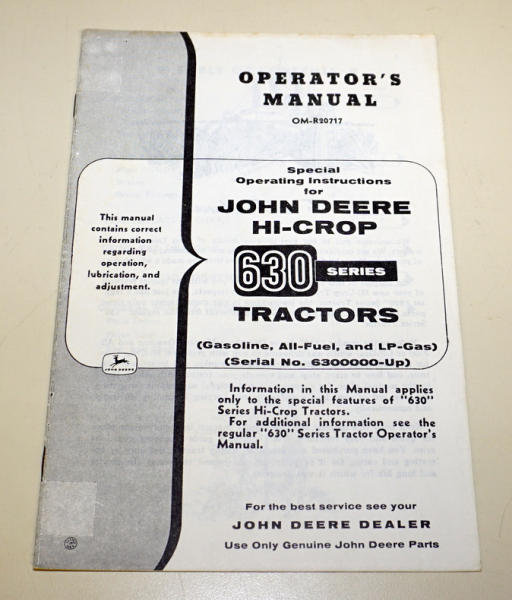 OPERATOR'S
MANUAL
OM-R20717
Special
Operating Instructions
for
JOHN DEERE
HI-CROP
630 SERIES
TRACTORS
(Gasoline, All-Fuel, and LP-Gas)
(Serial No. 6300000-Up)
This manual
contains correct
information
regarding
operation,
lubrication, and
adjustment.
JOHN DEERE
Information in this Manual applies
only to the special features of "630"
Series Hi-Crop Tractors.
For additional information see the
regular "630" Series Tractor Operator's
Manual.
For the best service see your
JOHN DEERE DEALER
Use Only Genuine John Deere Parts